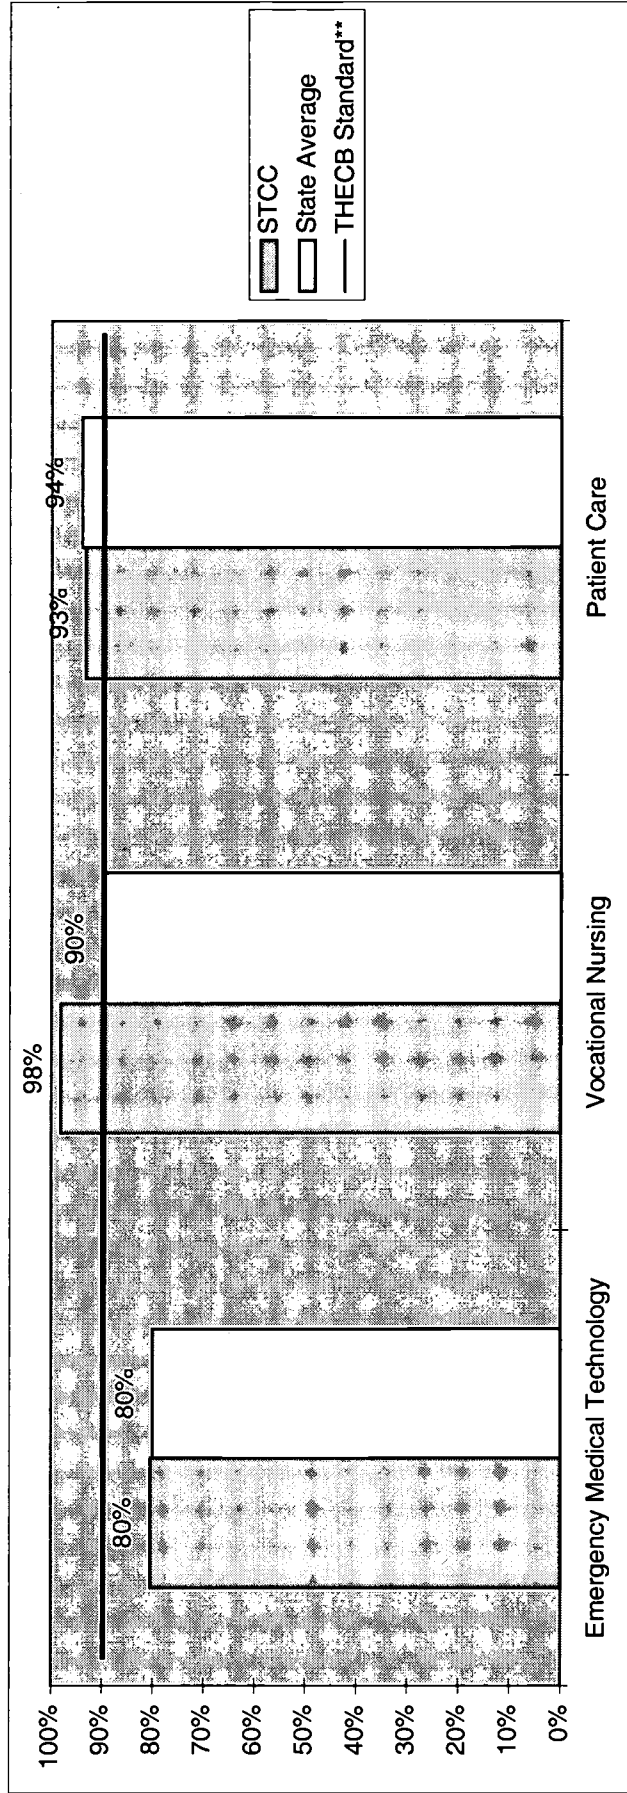 100%
90%
80%
70%
60%
50%
40%
30%
20%
10%
0%
80%
80%
98%
90%
93%
94%
Emergency Medical Technology
Vocational Nursing
Patient Care
STCC
State Average
THECB Standard**